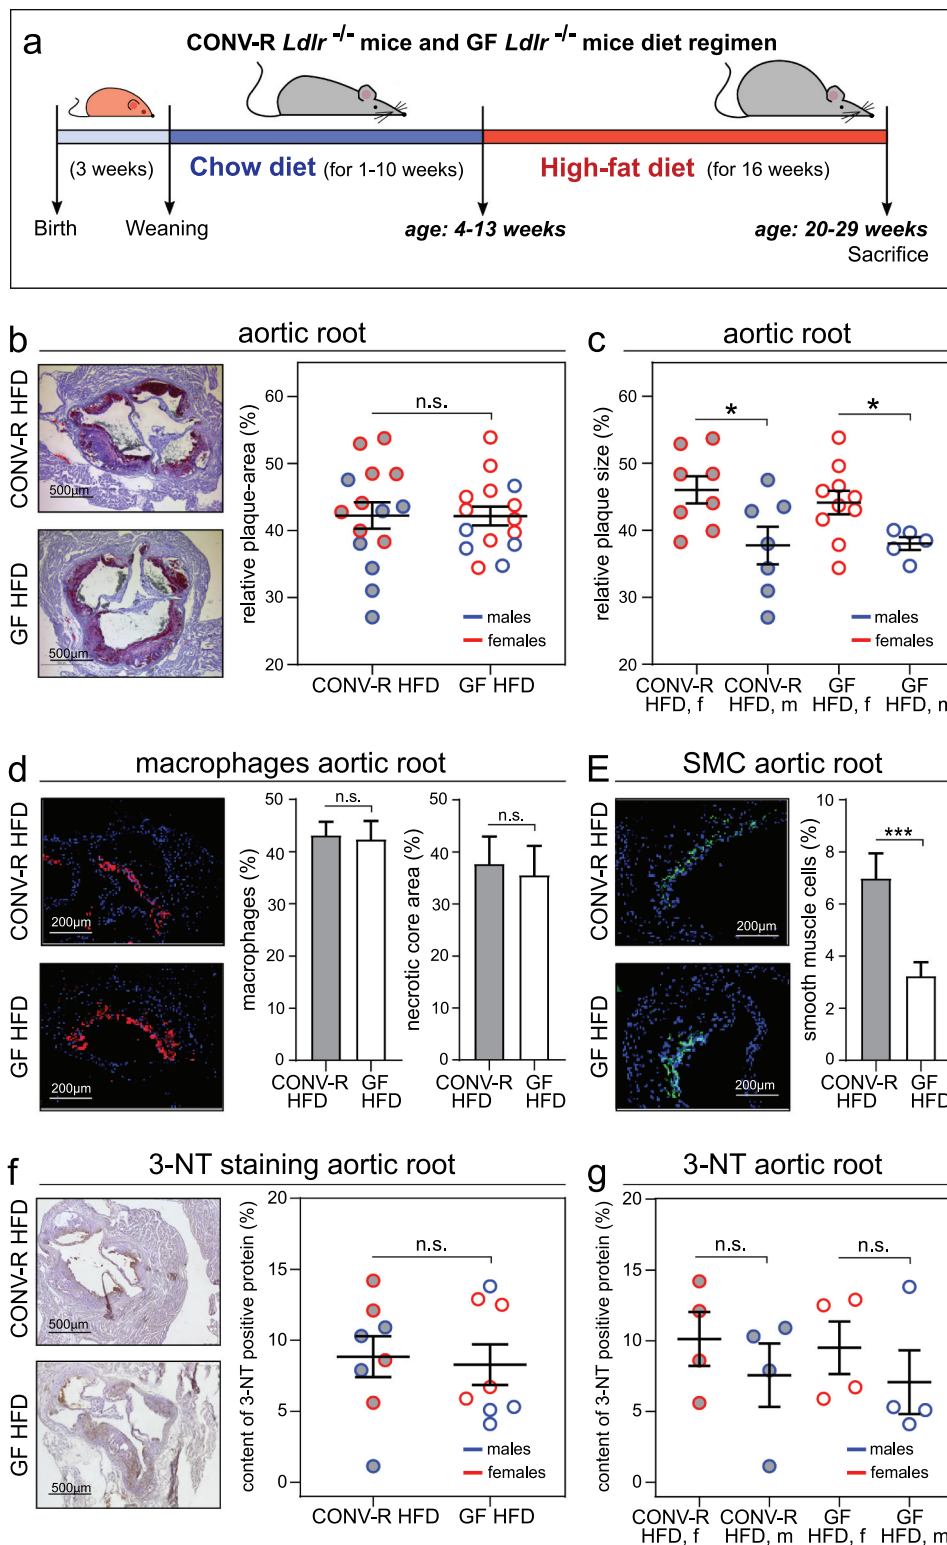 a
CONV-R Ldlr -/- mice and GF Ldlr -/- mice diet regimen
(3 weeks)
Chow diet (for 1-10 weeks)
High-fat diet (for 16 weeks)
Birth
Weaning
age: 4-13 weeks
age: 20-29 weeks
Sacrifice
b
aortic root
CONV-R HFD
500µm
GF HFD
500µm
relative plaque-area (%)
60
50
40
30
20
n.s.
males
females
CONV-R HFD
GF HFD
c
aortic root
relative plaque size (%)
60
50
40
30
20
*
*
males
females
CONV-R
HFD, f
CONV-R
HFD, m
GF
HFD, f
GF
HFD, m
d
macrophages aortic root
CONV-R HFD
200µm
GF HFD
200µm
macrophages (%)
50
40
30
20
10
0
n.s.
CONV-R
HFD
GF
HFD
necrotic core area (%)
50
40
30
20
10
0
n.s.
CONV-R
HFD
GF
HFD
E
SMC aortic root
CONV-R HFD
200µm
GF HFD
200µm
smooth muscle cells (%)
10
8
6
4
2
0
***
CONV-R
HFD
GF
HFD
f
3-NT staining aortic root
CONV-R HFD
500µm
GF HFD
500µm
content of 3-NT positive protein (%)
20
15
10
5
0
n.s.
males
females
CONV-R HFD
GF HFD
g
3-NT aortic root
content of 3-NT positive protein (%)
20
15
10
5
0
n.s.
n.s.
males
females
CONV-R
HFD, f
CONV-R
HFD, m
GF
HFD, f
GF
HFD, m